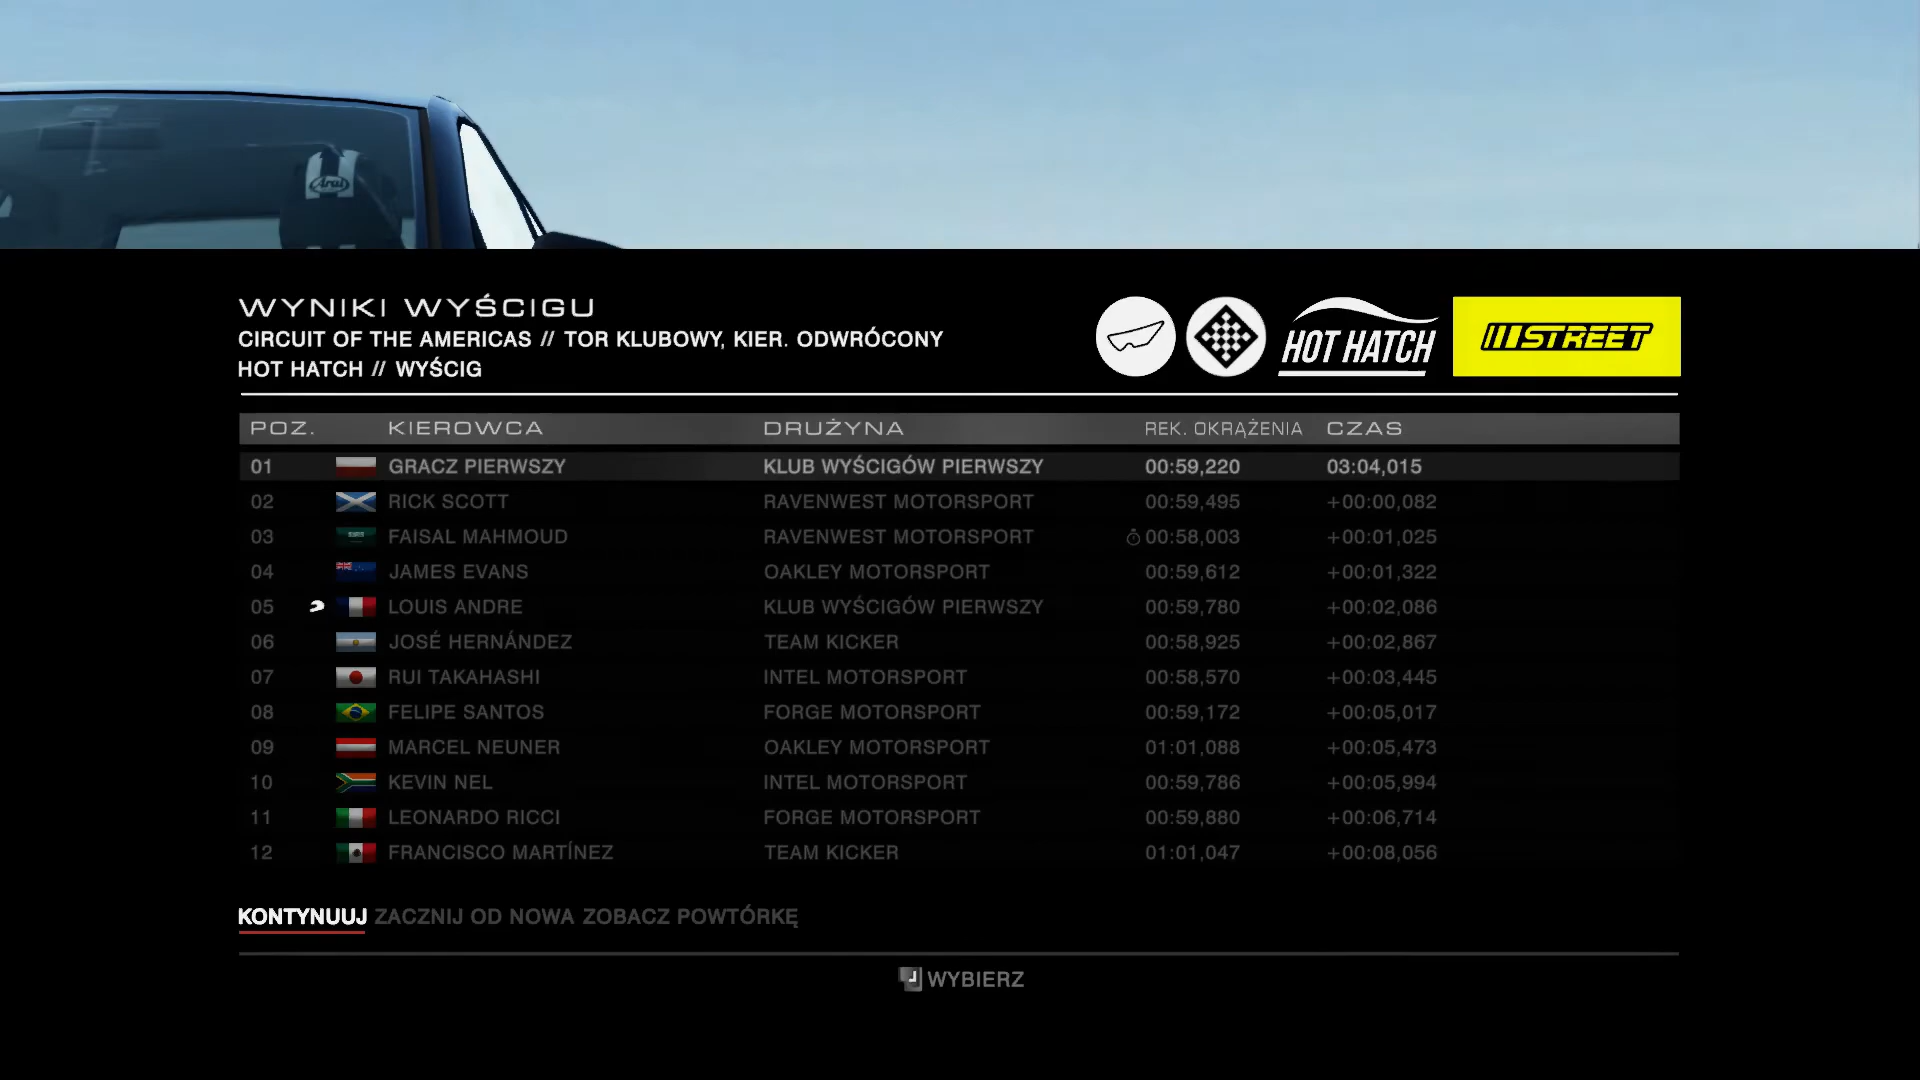 Arai
WYNIKI WYŚCIGU
CIRCUIT OF THE AMERICAS // TOR KLUBOWY, KIER. ODWRÓCONY
HOT HATCH // WYŚCIG
HOT HATCH
STREET
POZ. KIEROWCA DRUŻYNA REK. OKRĄŻENIA CZAS
01 GRACZ PIERWSZY KLUB WYŚCIGÓW PIERWSZY 00:59,220 03:04,015
02 RICK SCOTT RAVENWEST MOTORSPORT 00:59,495 +00:00,082
03 FAISAL MAHMOUD RAVENWEST MOTORSPORT 00:58,003 +00:01,025
04 JAMES EVANS OAKLEY MOTORSPORT 00:59,612 +00:01,322
05 LOUIS ANDRE KLUB WYŚCIGÓW PIERWSZY 00:59,780 +00:02,086
06 JOSÉ HERNÁNDEZ TEAM KICKER 00:58,925 +00:02,867
07 RUI TAKAHASHI INTEL MOTORSPORT 00:58,570 +00:03,445
08 FELIPE SANTOS FORGE MOTORSPORT 00:59,172 +00:05,017
09 MARCEL NEUNER OAKLEY MOTORSPORT 01:01,088 +00:05,473
10 KEVIN NEL INTEL MOTORSPORT 00:59,786 +00:05,994
11 LEONARDO RICCI FORGE MOTORSPORT 00:59,880 +00:06,714
12 FRANCISCO MARTÍNEZ TEAM KICKER 01:01,047 +00:08,056
KONTYNUUJ ZACZNIJ OD NOWA ZOBACZ POWTÓRKĘ
WYBIERZ